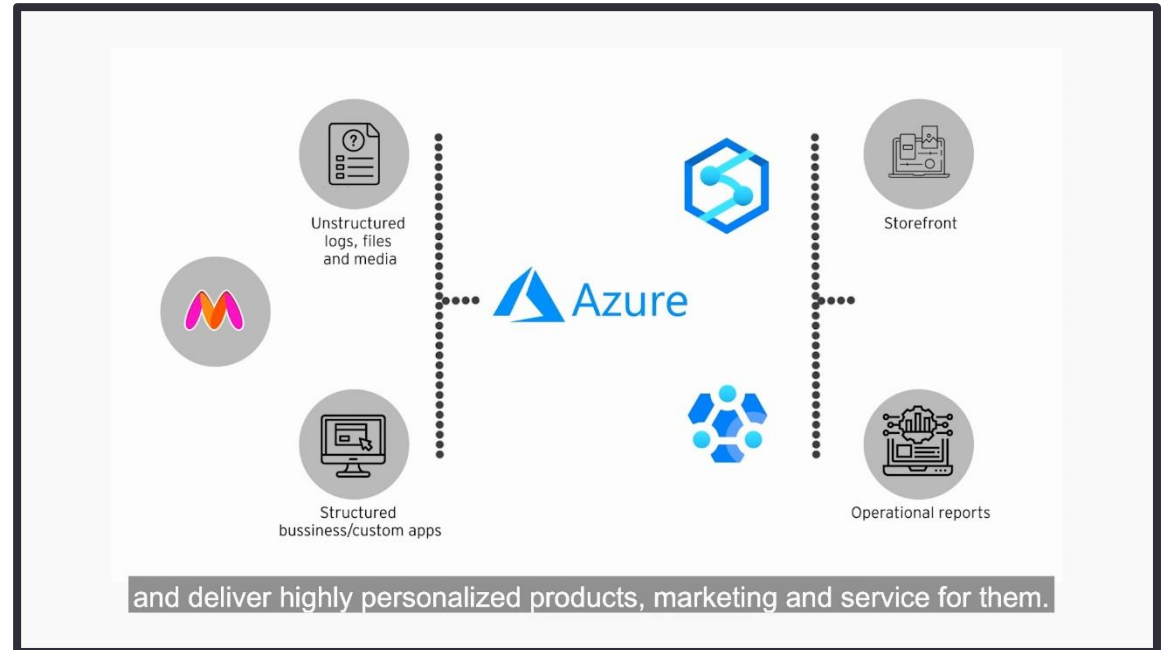 Unstructured
logs, files
and media
Structured
bussiness/custom apps
Azure
Storefront
Operational reports
and deliver highly personalized products, marketing and service for them.